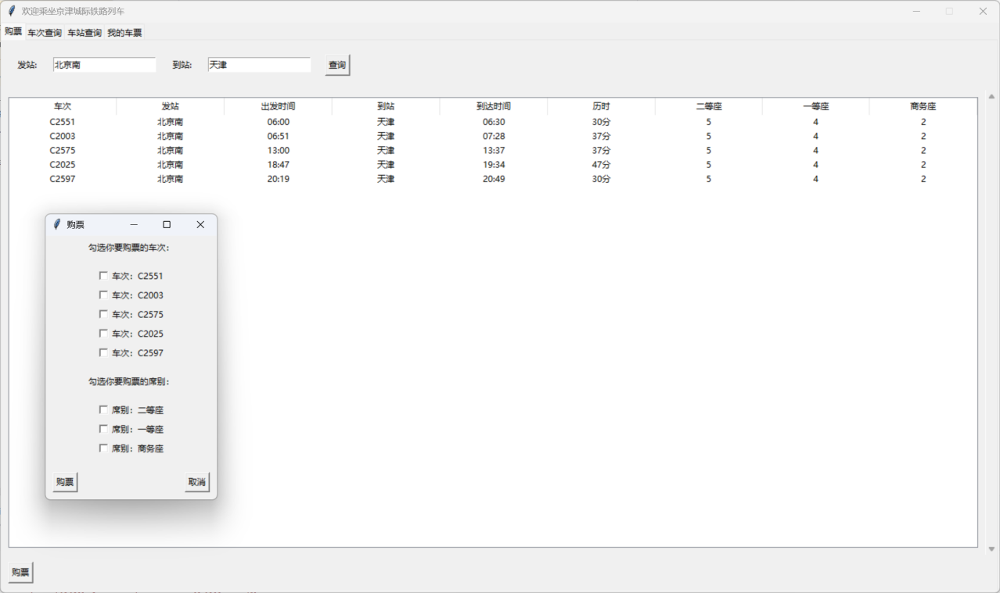 欢迎乘坐京津城际铁路列车
购票 车次查询 车站查询 我的车票
发站: 北京南 到站: 天津 查询
车次 发站 出发时间 到站 到达时间 历时 二等座 一等座 商务座
C2551 北京南 06:00 天津 06:30 30分 5 4 2
C2003 北京南 06:51 天津 07:28 37分 5 4 2
C2575 北京南 13:00 天津 13:37 37分 5 4 2
C2025 北京南 18:47 天津 19:34 47分 5 4 2
C2597 北京南 20:19 天津 20:49 30分 5 4 2
购票
勾选你要购票的车次：
车次：C2551
车次：C2003
车次：C2575
车次：C2025
车次：C2597
勾选你要购票的席别：
席别：二等座
席别：一等座
席别：商务座
购票 取消
购票